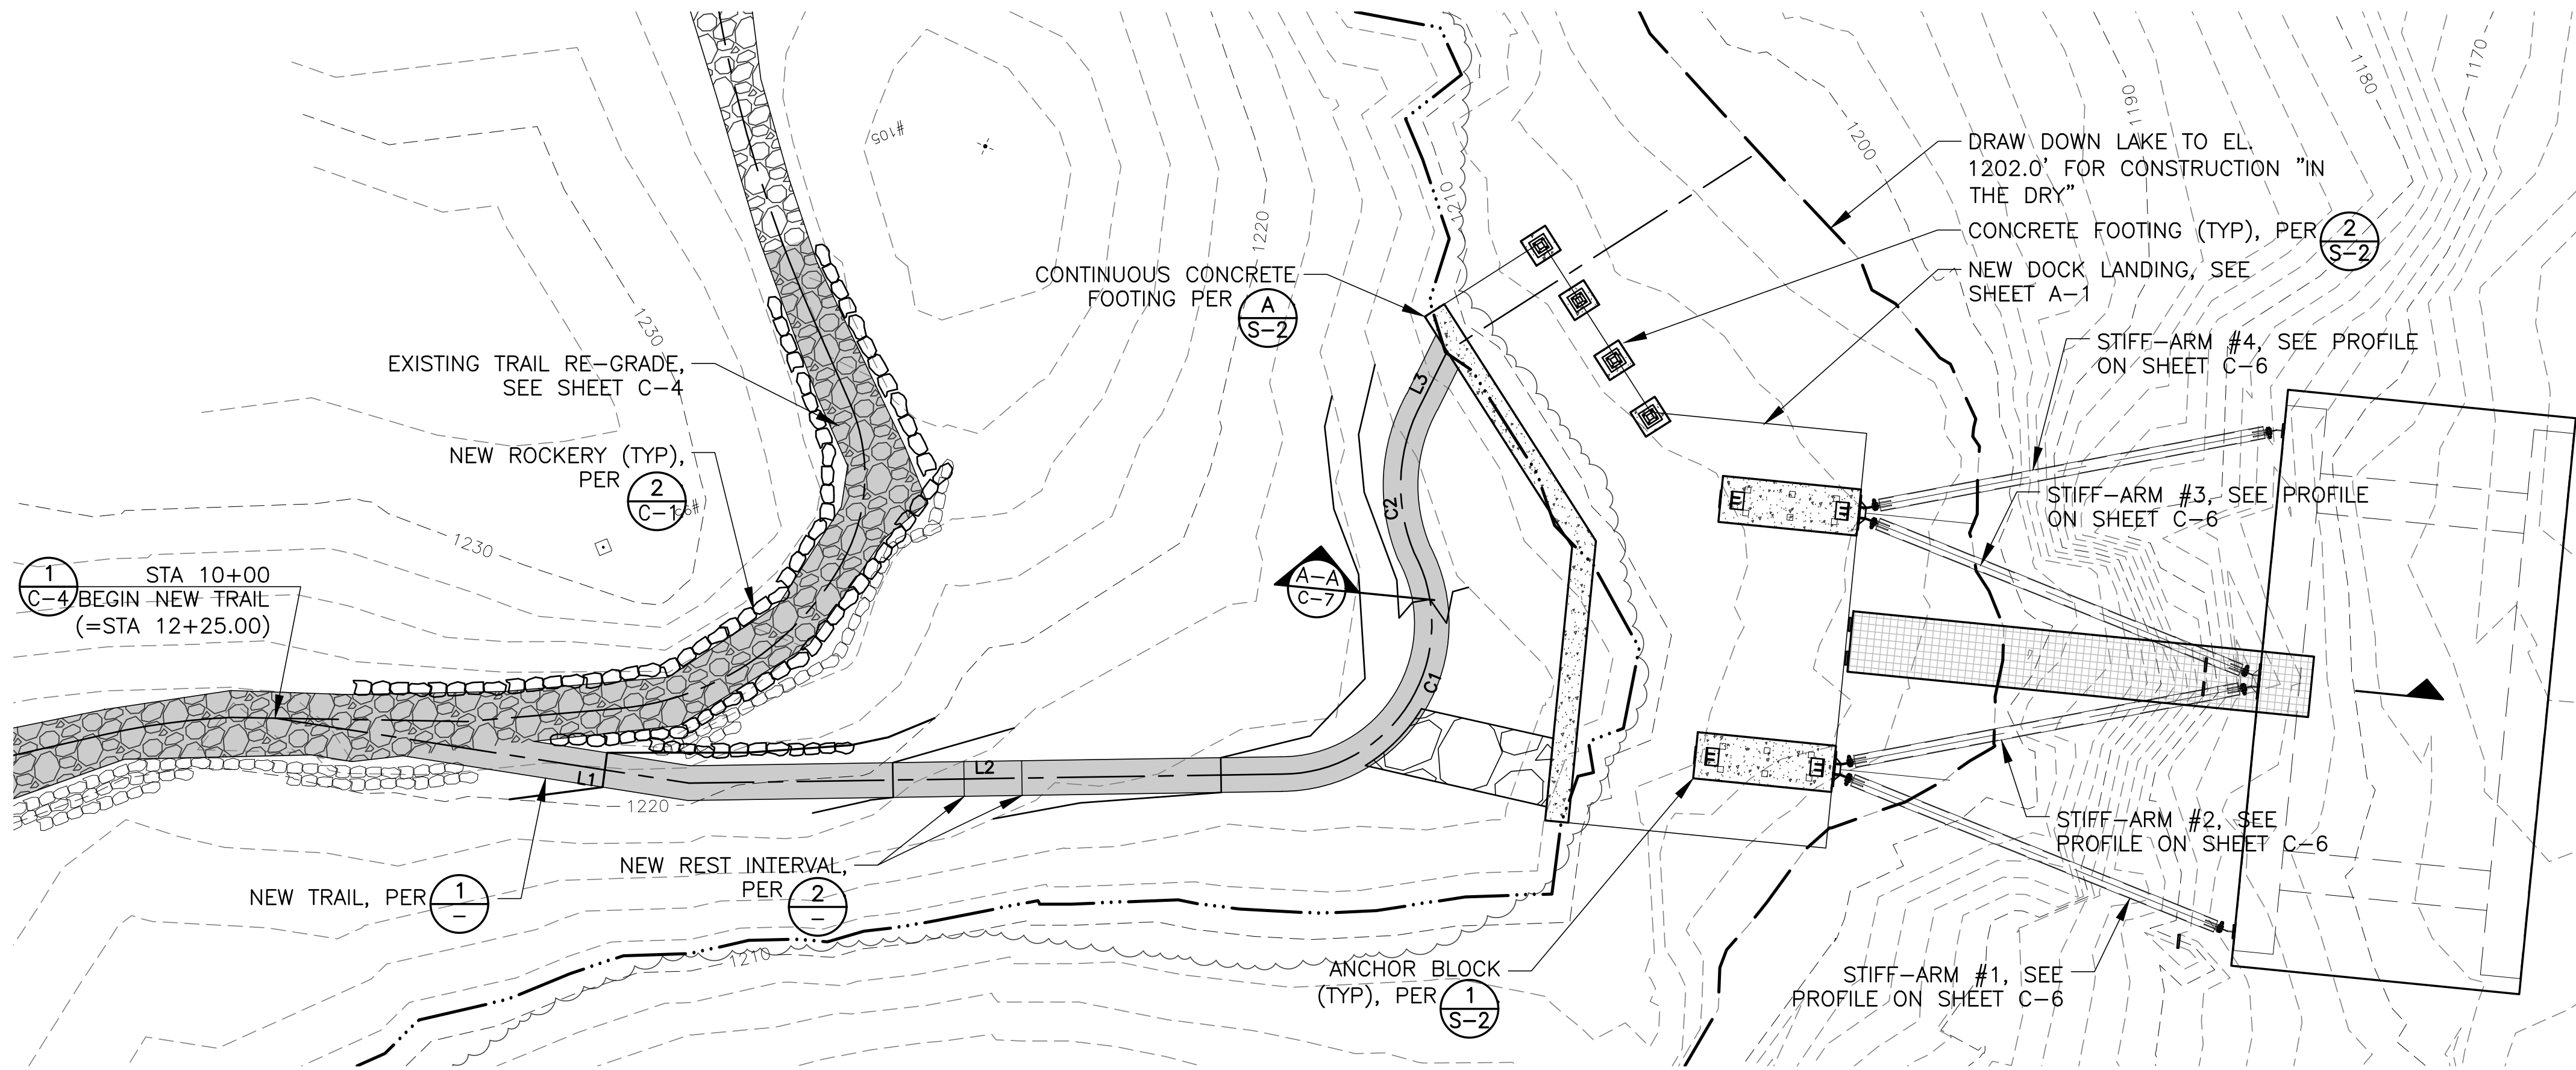 1170
1180
1190
1200
DRAW DOWN LAKE TO EL.
1202.0' FOR CONSTRUCTION "IN
THE DRY"
CONCRETE FOOTING (TYP), PER
2
S-2
NEW DOCK LANDING, SEE
SHEET A-1
#105
1210
1220
CONTINUOUS CONCRETE
FOOTING PER
A
S-2
STIFF-ARM #4, SEE PROFILE
ON SHEET C-6
1230
EXISTING TRAIL RE-GRADE,
SEE SHEET C-4
L3
NEW ROCKERY (TYP),
PER
2
C-1
STIFF-ARM #3, SEE PROFILE
ON SHEET C-6
C2
E
E
1230
1
C-4
STA 10+00
BEGIN NEW TRAIL
(=STA 12+25.00)
A-A
C-7
C1
L1
L2
1220
E
E
STIFF-ARM #2, SEE
PROFILE ON SHEET C-6
NEW REST INTERVAL,
PER
2
-
NEW TRAIL, PER
1
-
1210
ANCHOR BLOCK
(TYP), PER
1
S-2
STIFF-ARM #1, SEE
PROFILE ON SHEET C-6